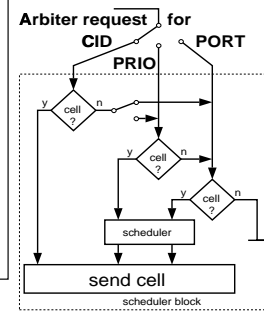 Arbiter request for
CID
PORT
PRIO
y
cell
?
n
y
cell
?
n
y
cell
?
n
scheduler
send cell
scheduler block